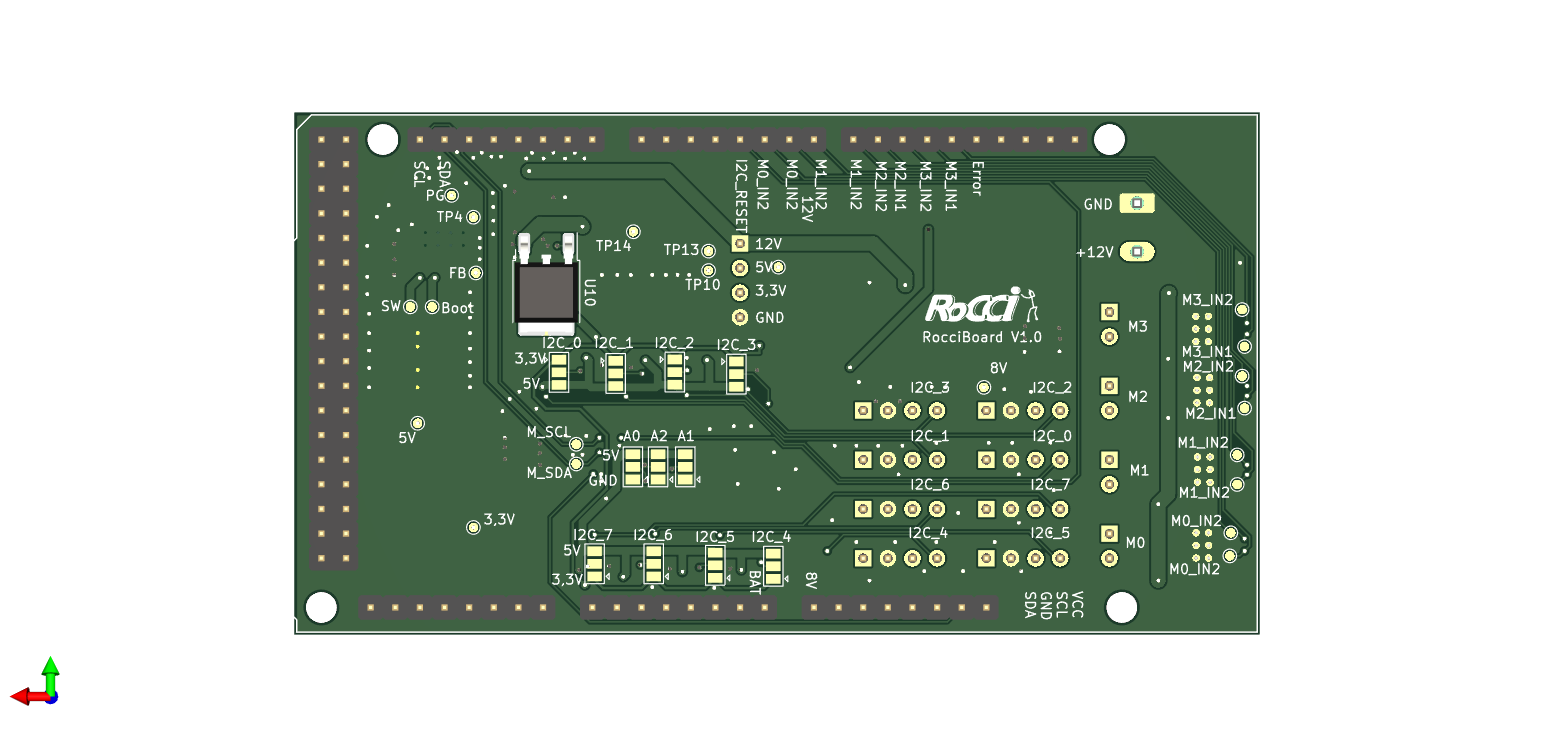 SCL
SDA
PG
TP4
I2C_RESET
M0_IN2
M0_IN2
12V
M1_IN2
M1_IN2
M2_IN2
M2_IN1
M3_IN2
M3_IN1
Error
GND
+12V
TP14
TP13
TP10
12V
5V
3,3V
GND
FB
SW
Boot
U10
RoCCi
RocciBoard V1.0
M3_IN2
M3
M3_IN1
M2_IN2
M2
M2_IN1
I2C_0
I2C_1
I2C_2
I2C_3
3,3V
5V
8V
I2C_3
I2C_2
5V
M_SCL
M_SDA
A0
A2
A1
5V
GND
I2C_1
I2C_0
M1_IN2
M1
M1_IN2
I2C_6
I2C_7
3,3V
I2C_7
I2C_6
I2C_5
I2C_4
5V
3,3V
BAT
8V
I2C_4
I2C_5
M0_IN2
M0
M0_IN2
SDA
GND
SCL
VCC